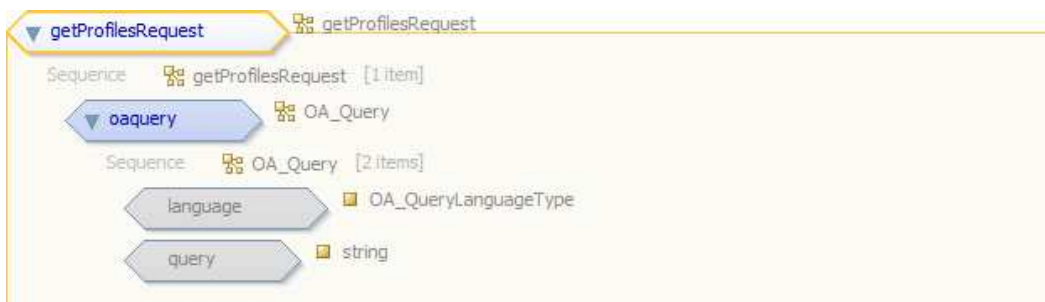 getProfilesRequest getProfilesRequest
Sequence getProfilesRequest [1 item]
oaquery OA_Query
Sequence OA_Query [2 items]
language OA_QueryLanguageType
query string